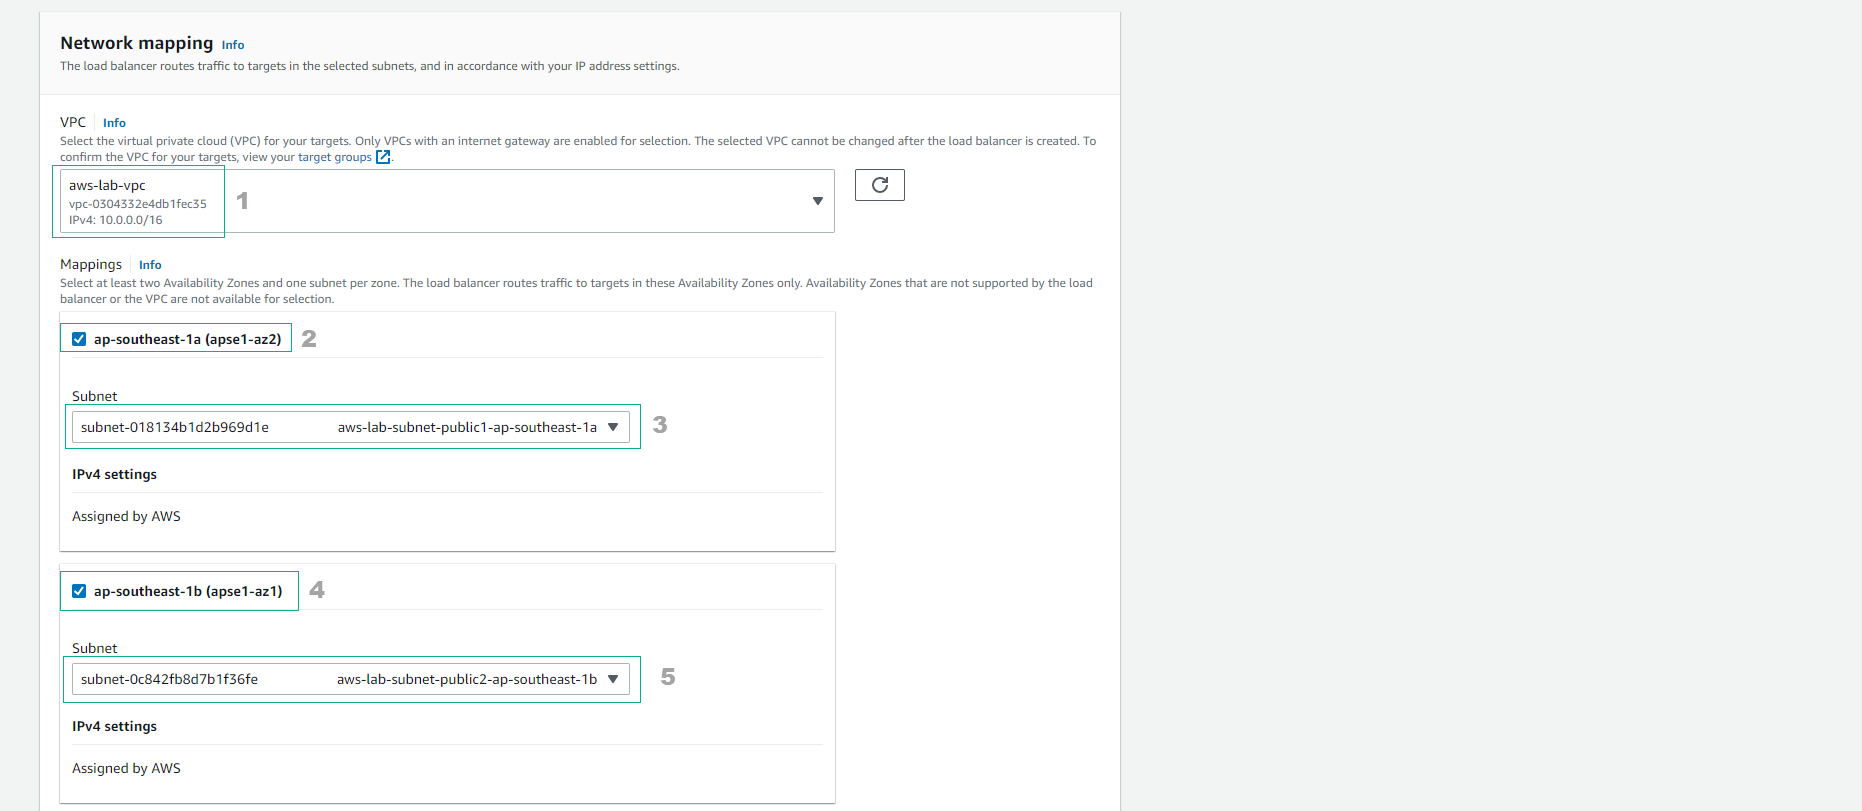 Network mapping Info
The load balancer routes traffic to targets in the selected subnets, and in accordance with your IP address settings.
VPC Info
Select the virtual private cloud (VPC) for your targets. Only VPCs with an internet gateway are enabled for selection. The selected VPC cannot be changed after the load balancer is created. To
confirm the VPC for your targets, view your target groups.
aws-lab-vpc
vpc-0304332e4db1fec35
IPv4: 10.0.0.0/16
1
Mappings Info
Select at least two Availability Zones and one subnet per zone. The load balancer routes traffic to targets in these Availability Zones only. Availability Zones that are not supported by the load
balancer or the VPC are not available for selection.
ap-southeast-1a (apse1-az2) 2
Subnet
subnet-018134b1d2b969d1e aws-lab-subnet-public1-ap-southeast-1a 3
IPv4 settings
Assigned by AWS
ap-southeast-1b (apse1-az1) 4
Subnet
subnet-0c842fb8d7b1f36fe aws-lab-subnet-public2-ap-southeast-1b 5
IPv4 settings
Assigned by AWS